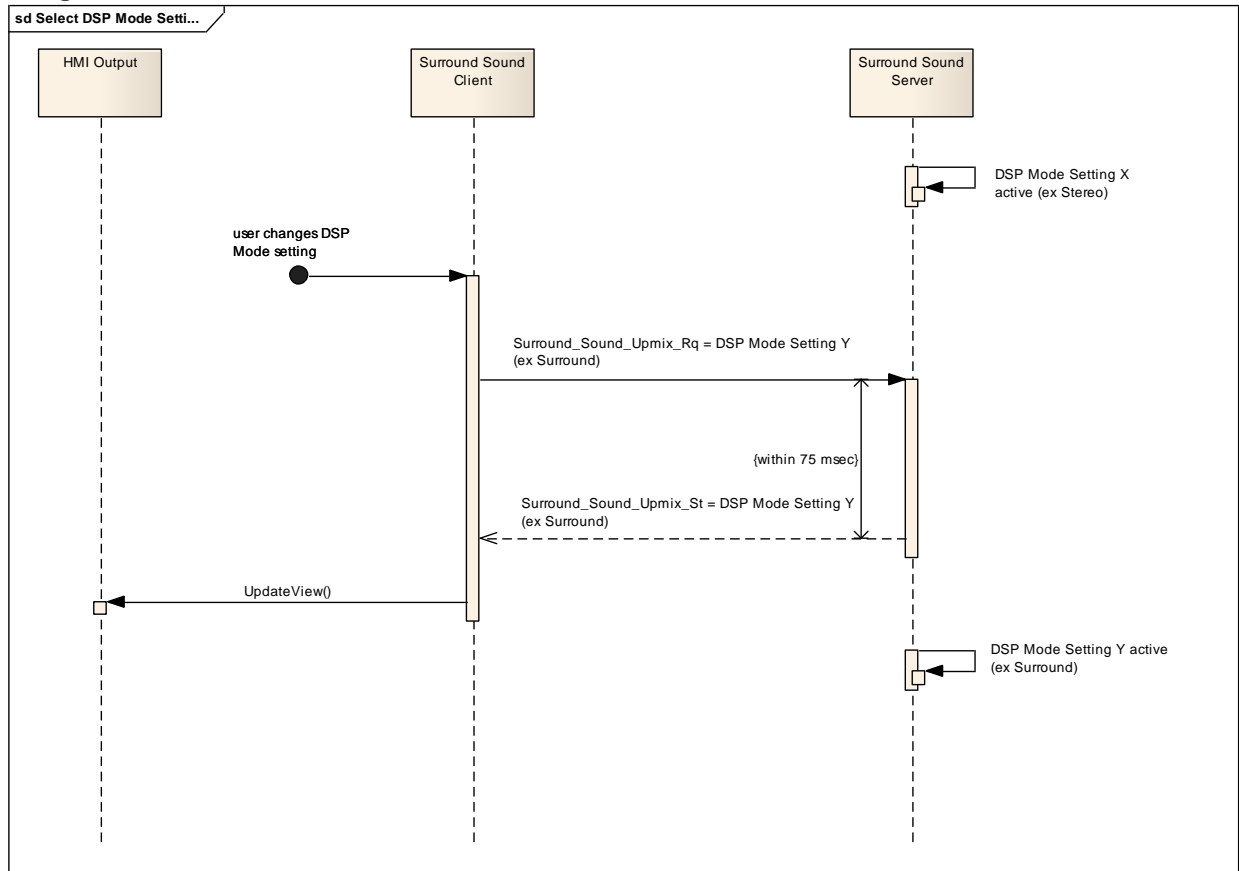 sd Select DSP Mode Setti...
HMI Output
Surround Sound
Client
Surround Sound
Server
DSP Mode Setting X
active (ex Stereo)
user changes DSP
Mode setting
Surround_Sound_Upmix_Rq = DSP Mode Setting Y
(ex Surround)
{within 75 msec}
Surround_Sound_Upmix_St = DSP Mode Setting Y
(ex Surround)
UpdateView()
DSP Mode Setting Y active
(ex Surround)